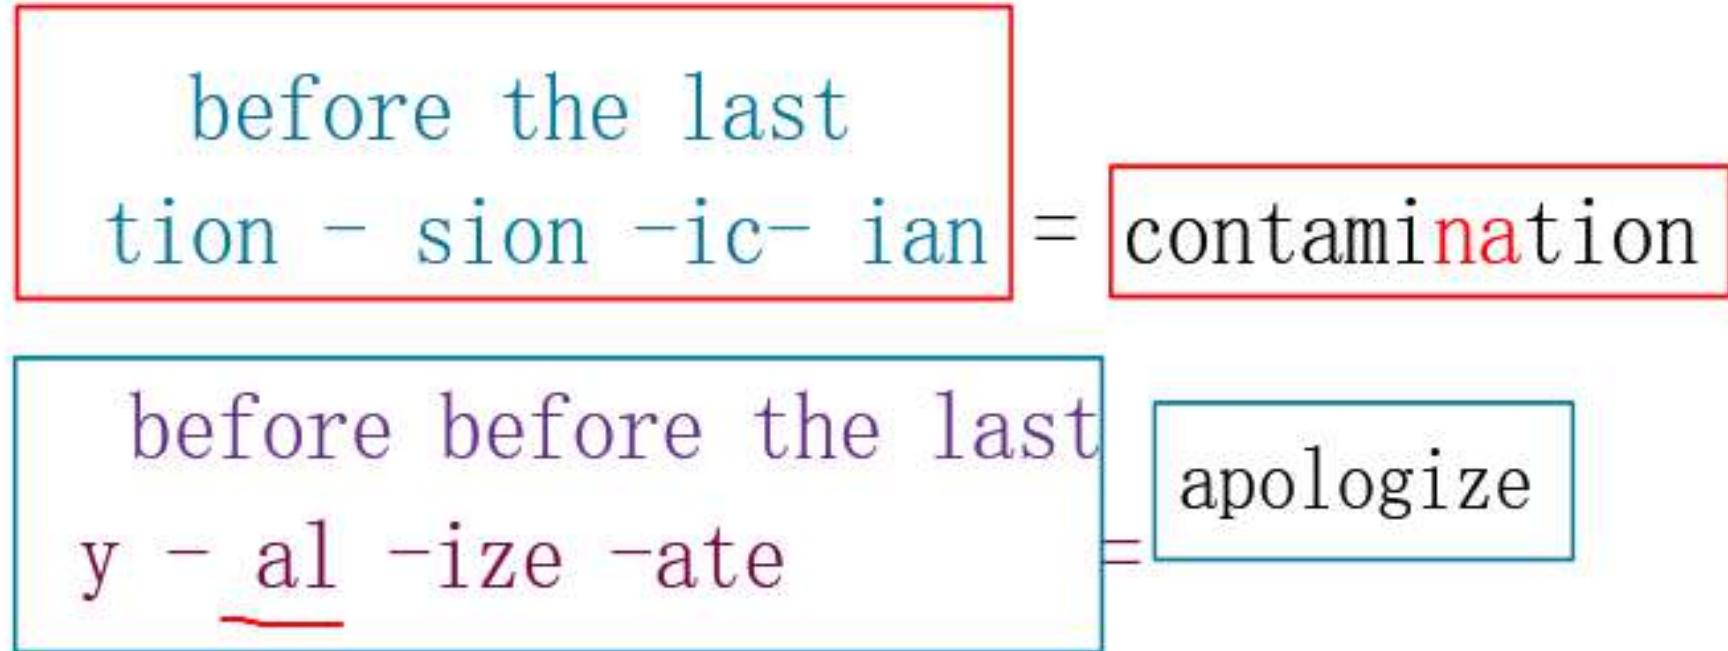 before the last
tion - sion -ic- ian = contamination
before before the last
y - al -ize -ate = apologize